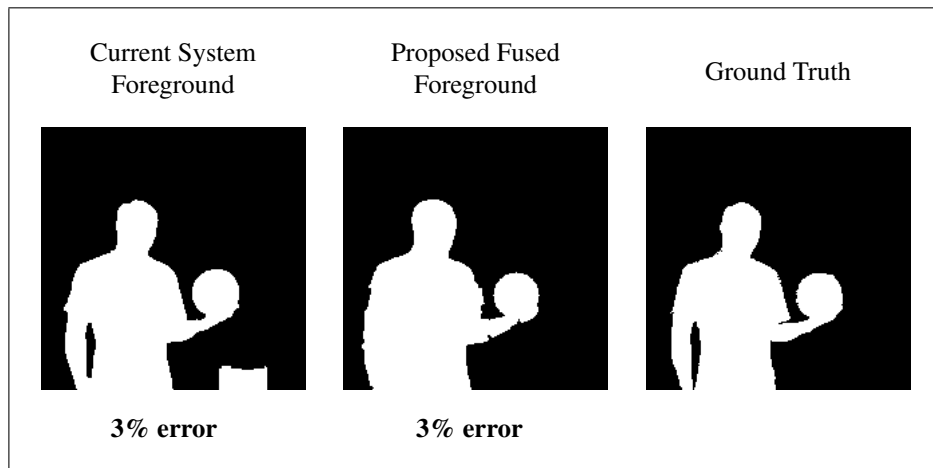 Current System
Foreground
Proposed Fused
Foreground
Ground Truth
3% error
3% error